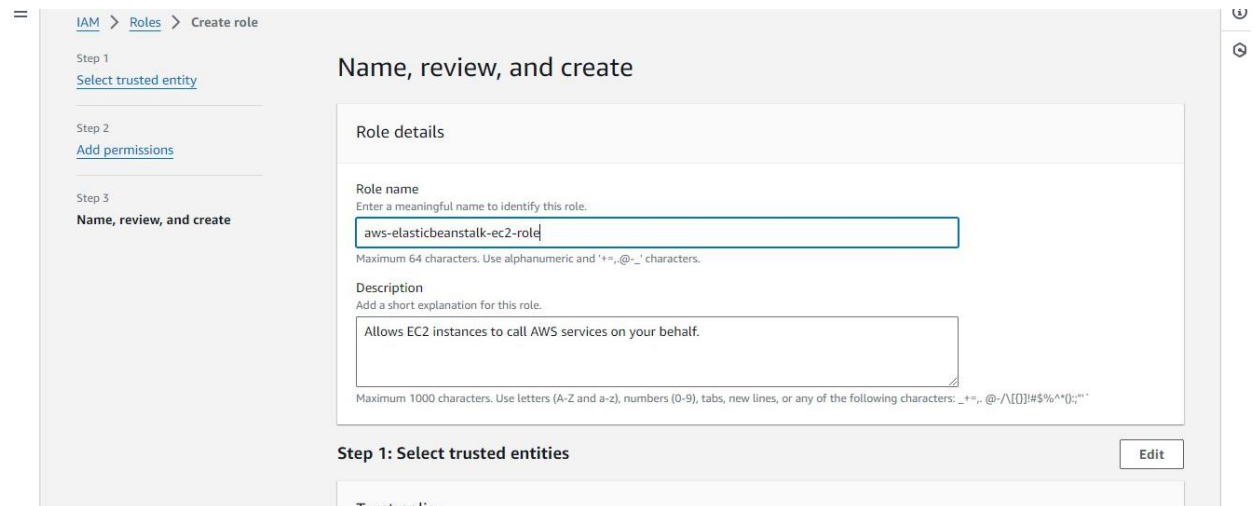 IAM > Roles > Create role
Step 1
Select trusted entity
Step 2
Add permissions
Step 3
Name, review, and create
Name, review, and create
Role details
Role name
Enter a meaningful name to identify this role.
aws-elasticbeanstalk-ec2-role
Maximum 64 characters. Use alphanumeric and '+=,.@-_' characters.
Description
Add a short explanation for this role.
Allows EC2 instances to call AWS services on your behalf.
Maximum 1000 characters. Use letters (A-Z and a-z), numbers (0-9), tabs, new lines, or any of the following characters: _+=,. @-/\[{}]!#$%^*();:"'`
Step 1: Select trusted entities
Edit